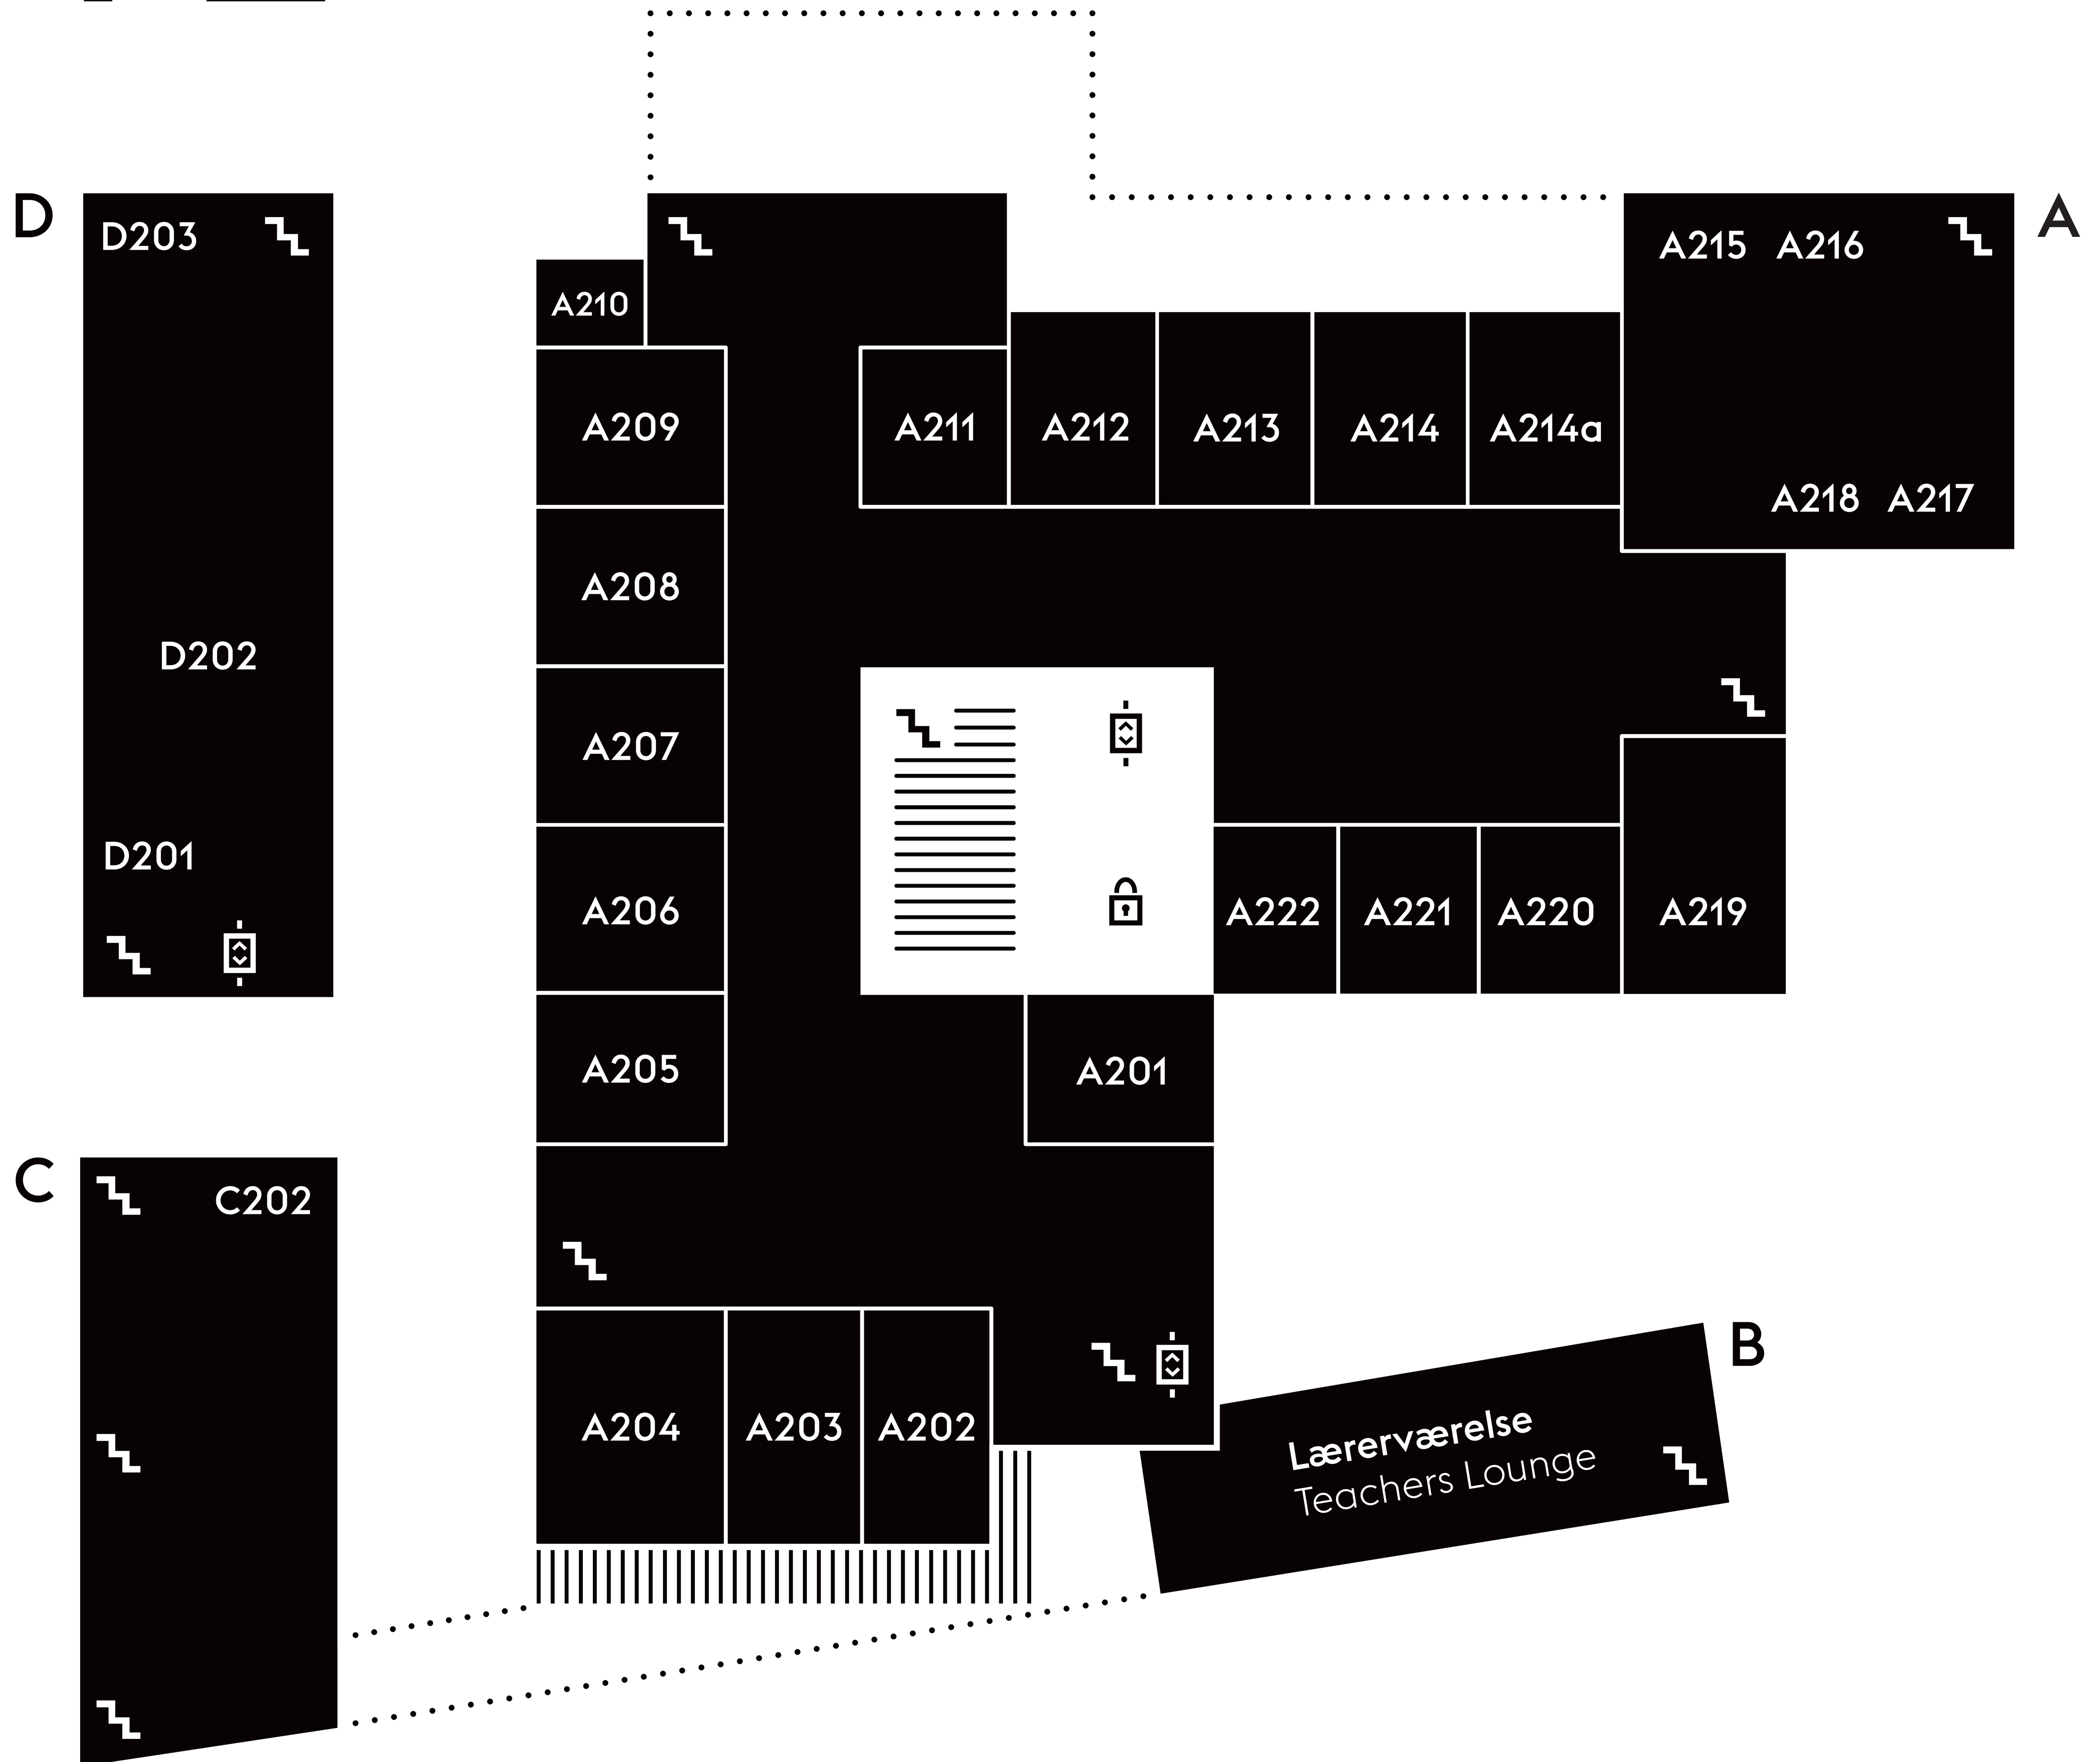 D
D203
D202
D201
C
C202
A
A215 A216
A218 A217
A210
A209
A211
A212
A213
A214
A214a
A208
A207
A206
A222
A221
A220
A219
A205
A201
A204
A203
A202
B
Lærerværelse
Teachers Lounge